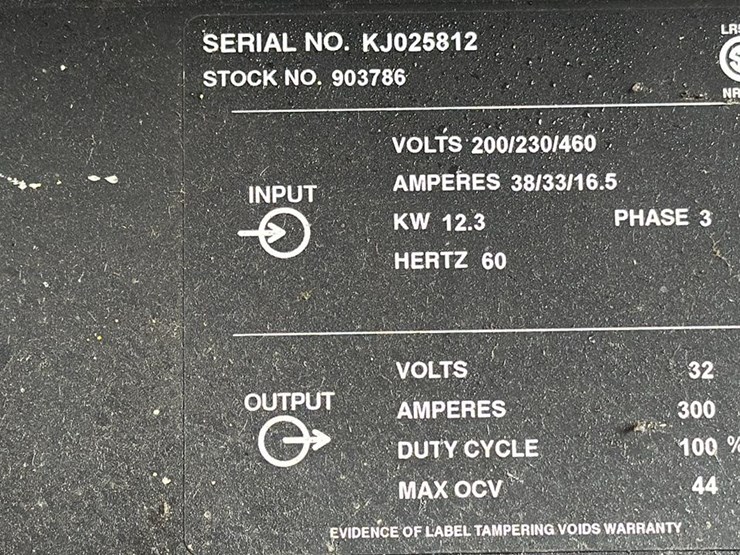 SERIAL NO. KJ025812
STOCK NO. 903786
INPUT
VOLTS 200/230/460
AMPERES 38/33/16.5
KW 12.3
PHASE 3
HERTZ 60
OUTPUT
VOLTS 32
AMPERES 300
DUTY CYCLE 100 %
MAX OCV 44
EVIDENCE OF LABEL TAMPERING VOIDS WARRANTY